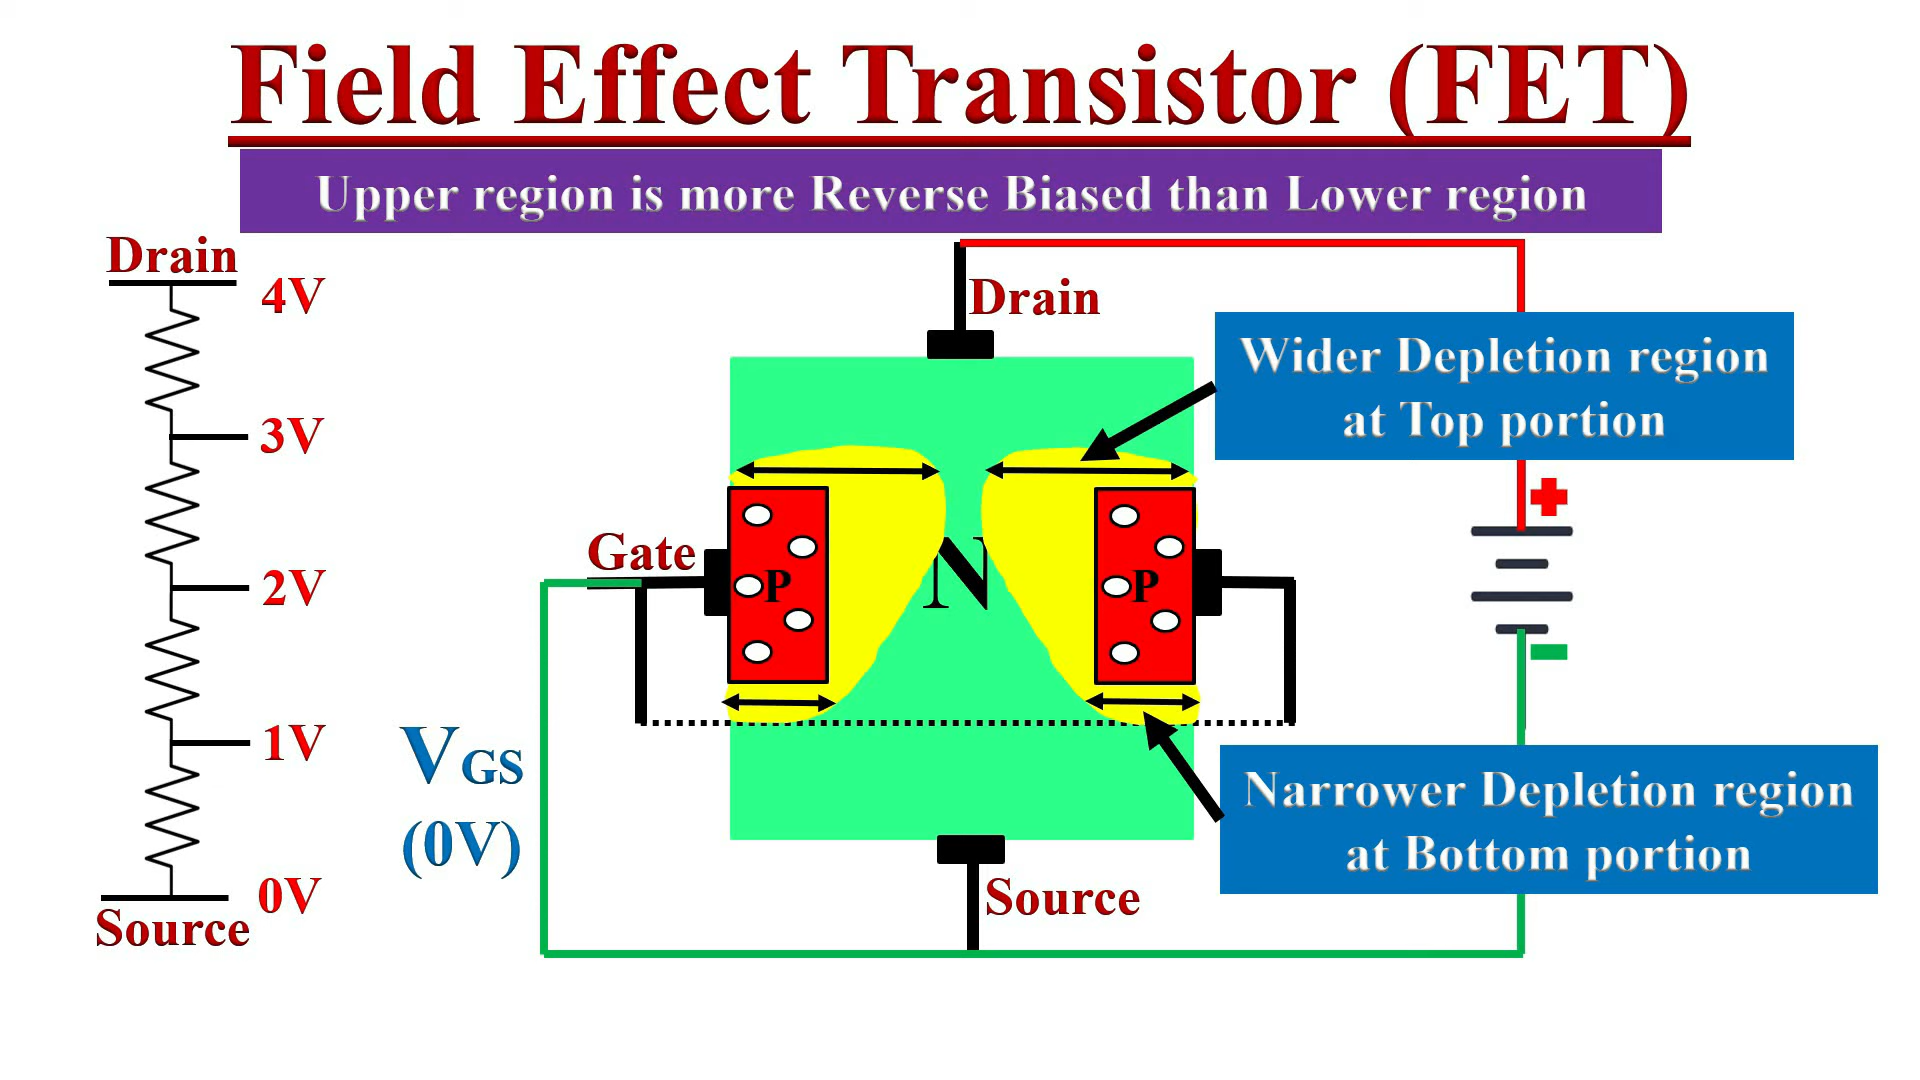 Field Effect Transistor (FET)
Upper region is more Reverse Biased than Lower region
Drain
4V
3V
2V
1V
0V
Source
Drain
Wider Depletion region
at Top portion
Gate
P
N
P
VGS
(0V)
Narrower Depletion region
at Bottom portion
Source